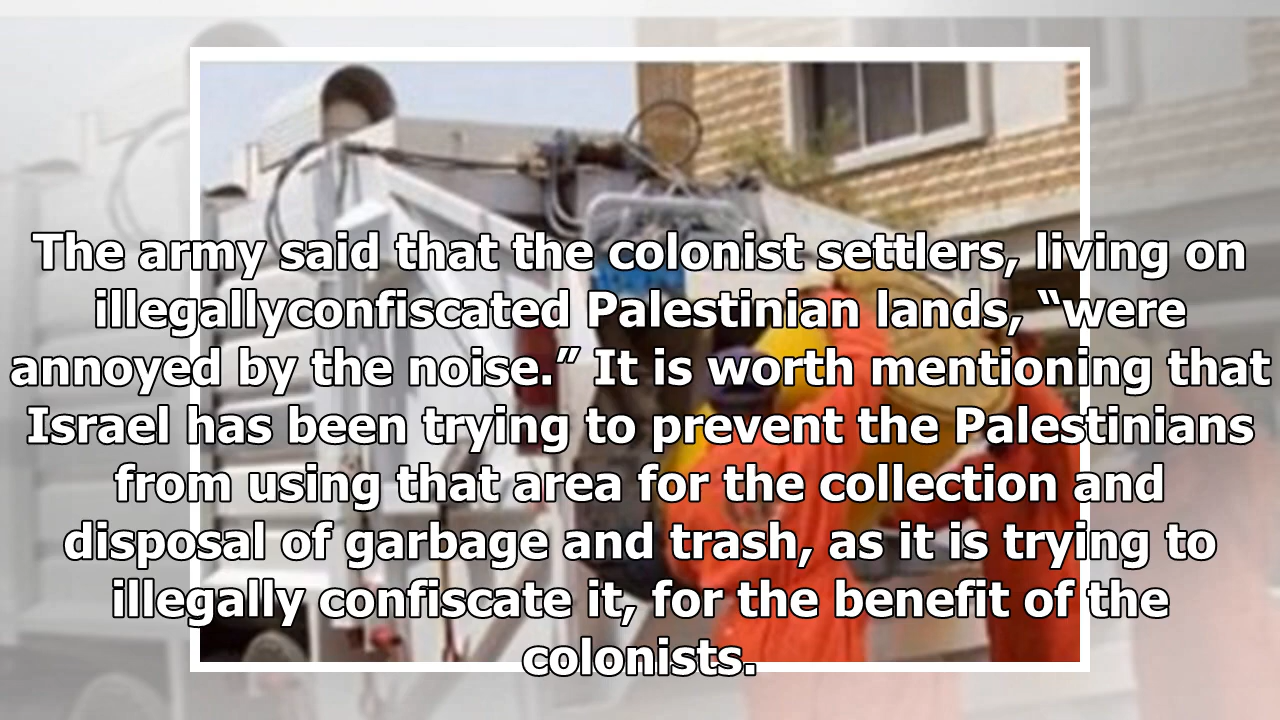 The army said that the colonist settlers, living on
illegallyconfiscated Palestinian lands, “were
annoyed by the noise.” It is worth mentioning that
Israel has been trying to prevent the Palestinians
from using that area for the collection and
disposal of garbage and trash, as it is trying to
illegally confiscate it, for the benefit of the
colonists.